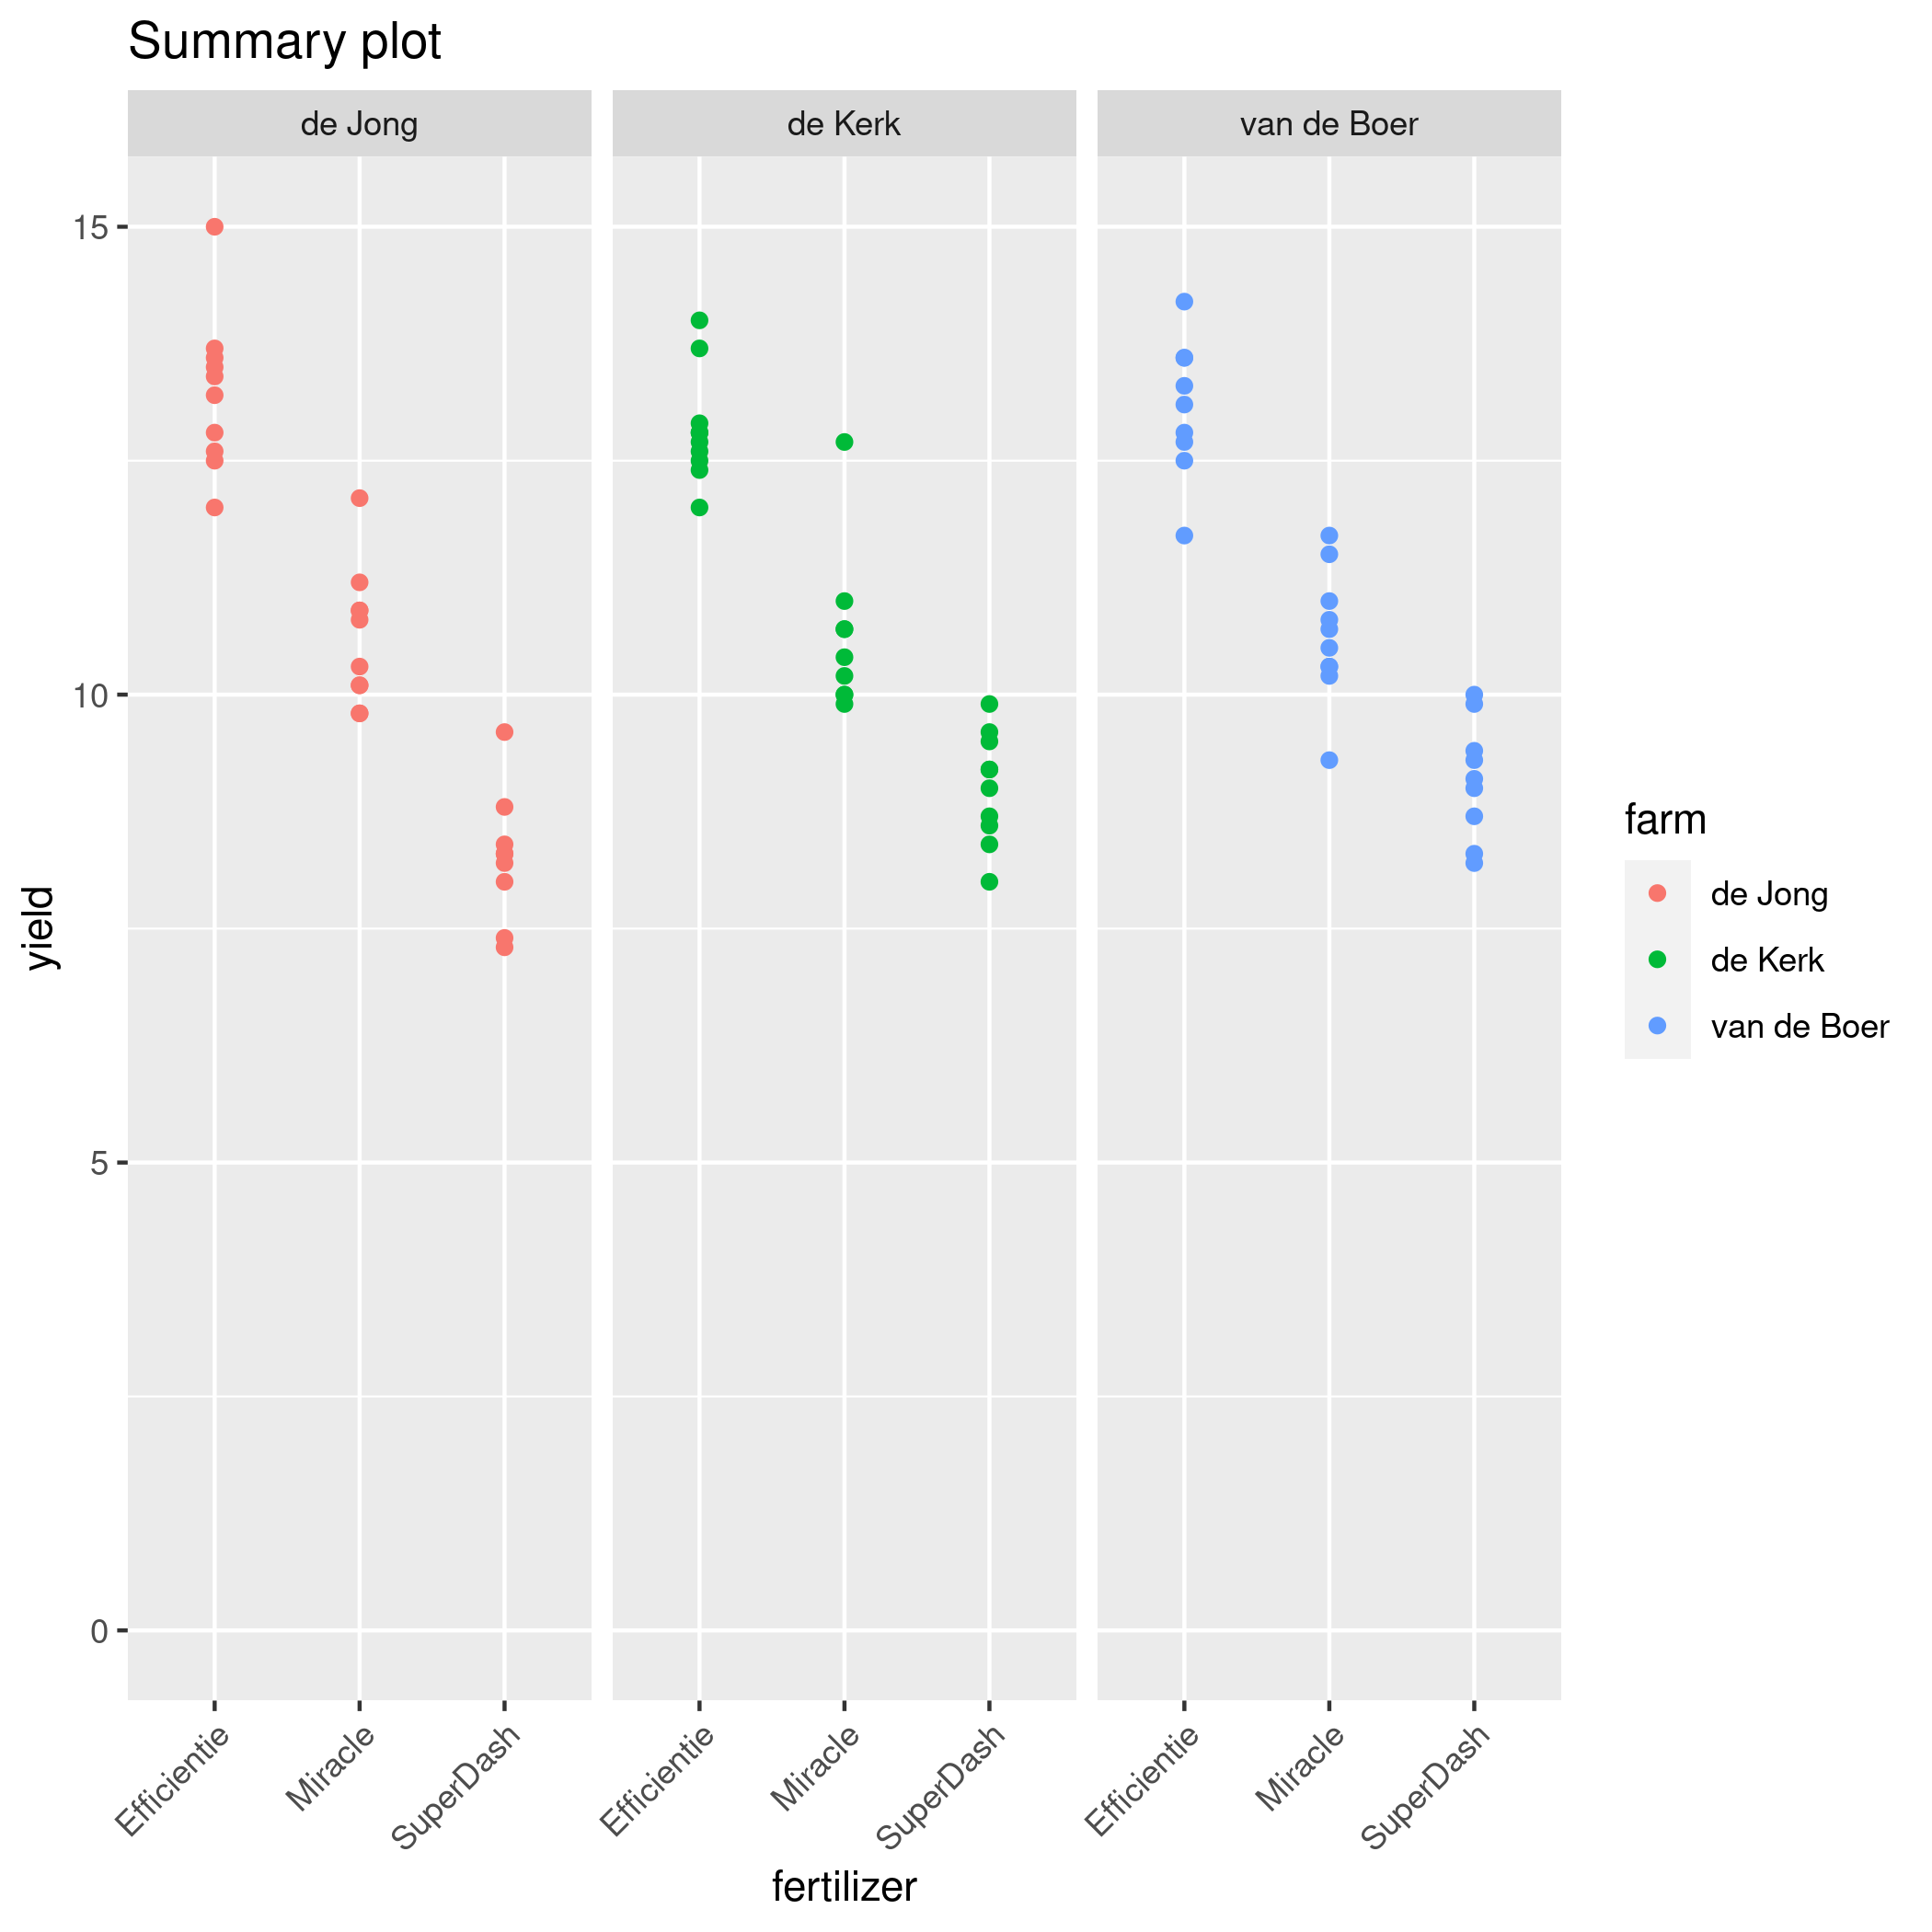 Summary plot
de Jong
de Kerk
van de Boer
15
10
5
0
yield
Efficientie
Miracle
SuperDash
Efficientie
Miracle
SuperDash
Efficientie
Miracle
SuperDash
fertilizer
farm
de Jong
de Kerk
van de Boer